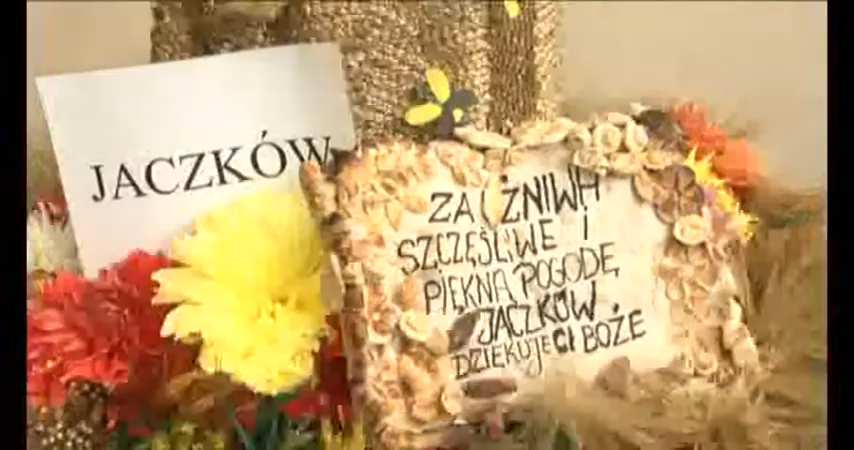 JACZKÓW
ZA ŻNIWA
SZCZĘŚLIWE I
PIĘKNĄ POGODĘ
JACZKÓW
DZIĘKUJE CI BOŻE